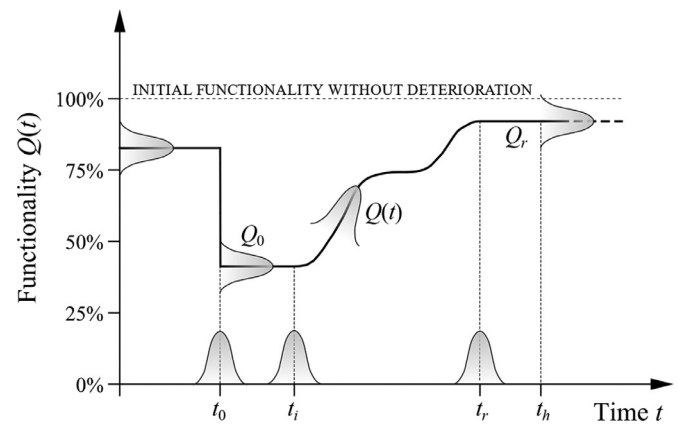 INITIAL FUNCTIONALITY WITHOUT DETERIORATION
100%
75%
50%
25%
0%
Functionality Q(t)
Q0
Q(t)
Qr
t0
ti
tr
th
Time t